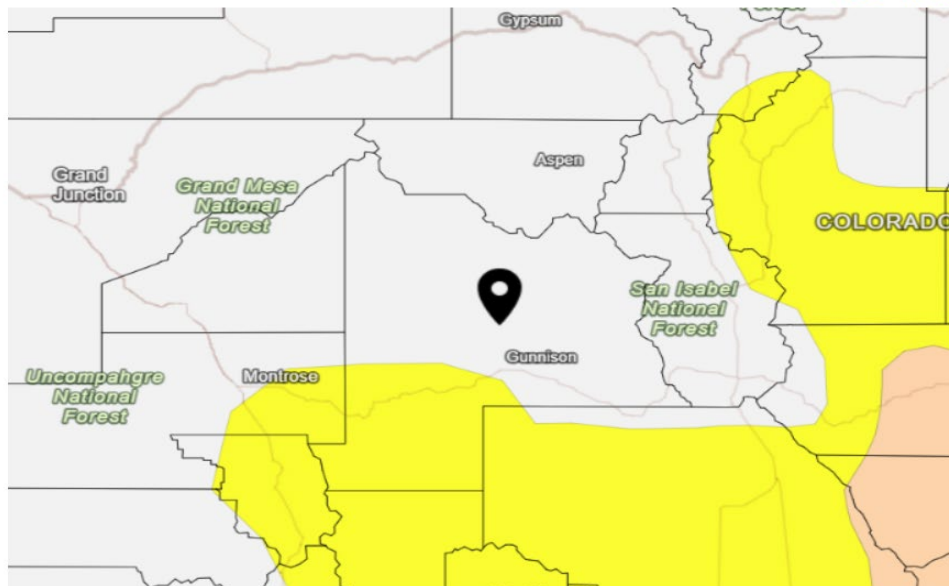 Gypsum
Grand
Junction
Grand Mesa
National
Forest
Aspen
COLORADO
San Isabel
National
Forest
Gunnison
Uncompahgre
National
Forest
Montrose